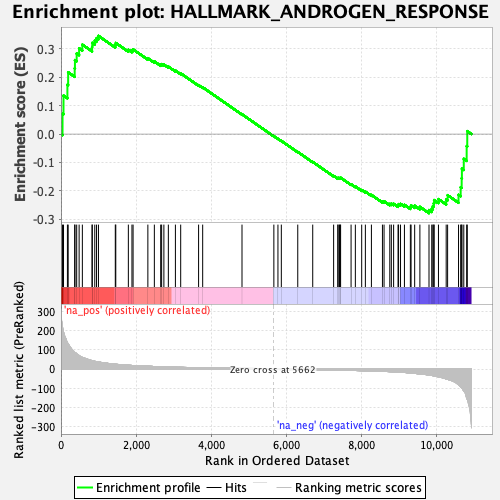 Enrichment plot: HALLMARK_ANDROGEN_RESPONSE
Enrichment score (ES)
0.3
0.2
0.1
0.0
-0.1
-0.2
-0.3
Ranked list metric (PreRanked)
300
200
100
0
-100
-200
-300
'na_pos' (positively correlated)
Zero cross at 5662
'na_neg' (negatively correlated)
0
2,000
4,000
6,000
8,000
10,000
Rank in Ordered Dataset
Enrichment profile
Hits
Ranking metric scores